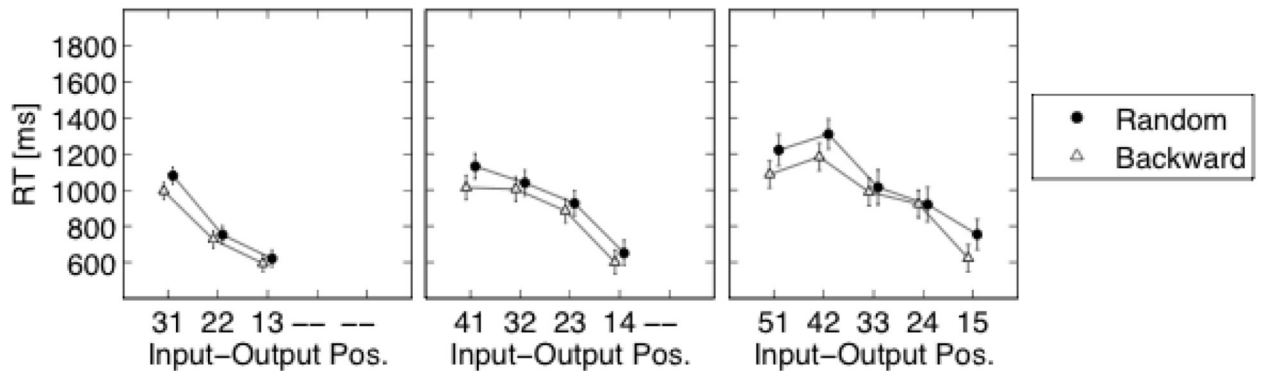 RT [ms]
1800
1600
1400
1200
1000
800
600
31 22 13 −− −−
Input−Output Pos.
41 32 23 14 −−
Input−Output Pos.
51 42 33 24 15
Input−Output Pos.
Random
Backward